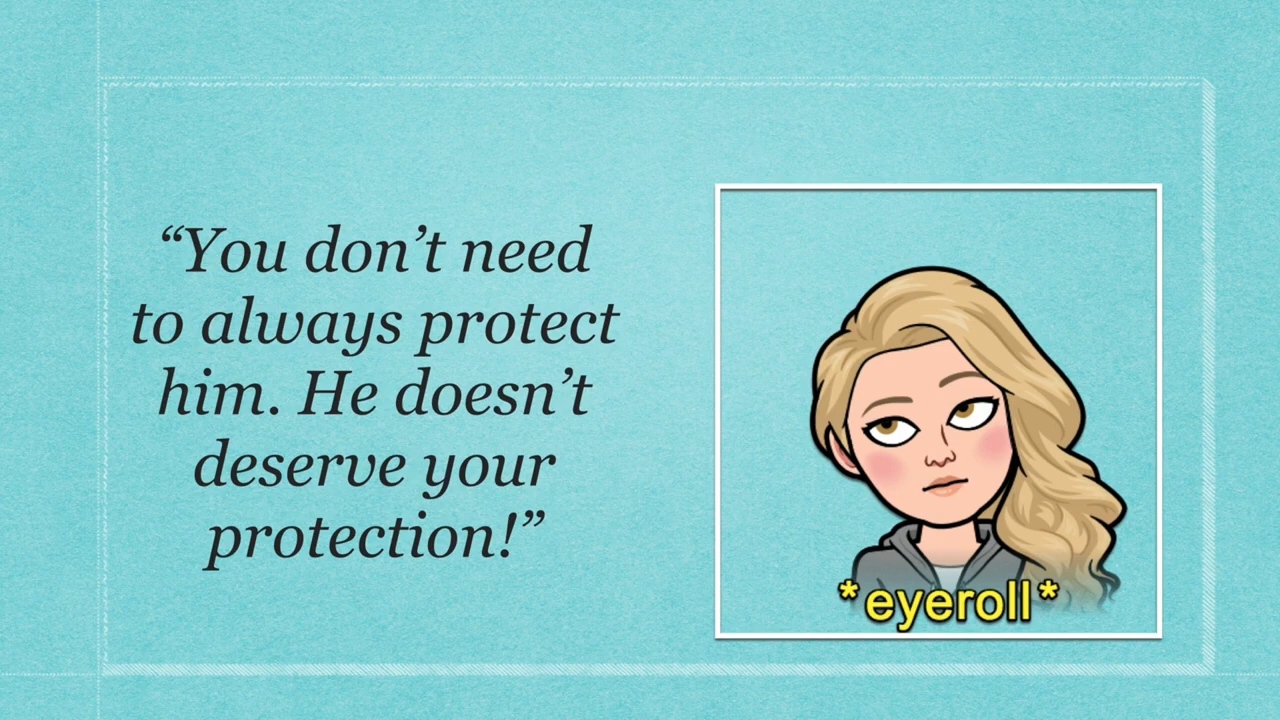 “You don’t need
to always protect
him. He doesn’t
deserve your
protection!”
*eyeroll*